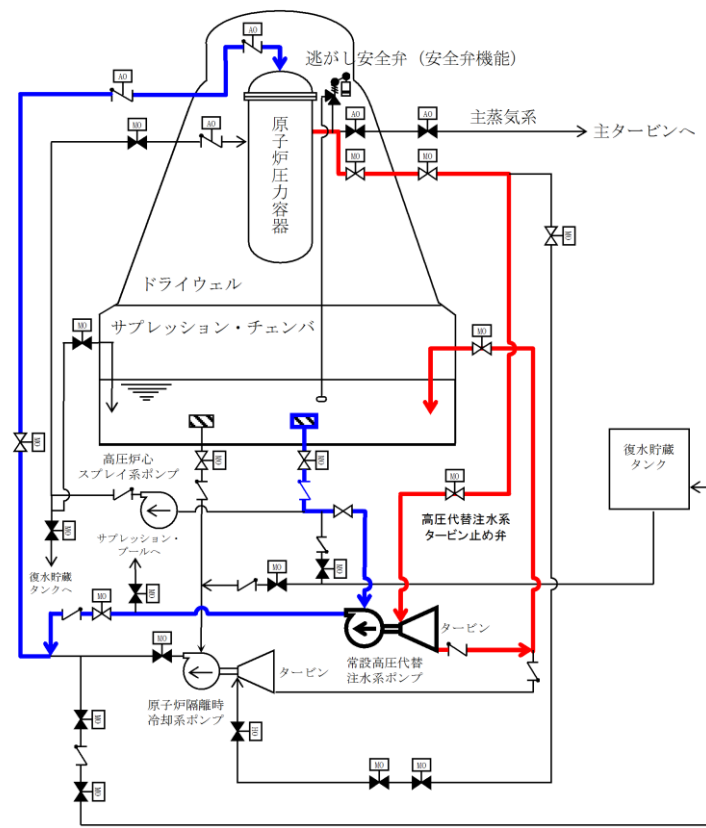 AO
AO
逃がし安全弁（安全弁機能）
MO
AO
AO
AO
主蒸気系
主タービンへ
MO
MO
原子炉圧力容器
MO
ドライウェル
サプレッション・チェンバ
MO
MO
MO
MO
MO
高圧炉心
スプレイ系ポンプ
MO
高圧代替注水系
タービン止め弁
復水貯蔵
タンク
MO
サプレッション・
プールへ
復水貯蔵
タンクへ
MO
MO
MO
MO
タービン
常設高圧代替
注水系ポンプ
MO
タービン
原子炉隔離時
冷却系ポンプ
MO
HO
MO
MO
MO